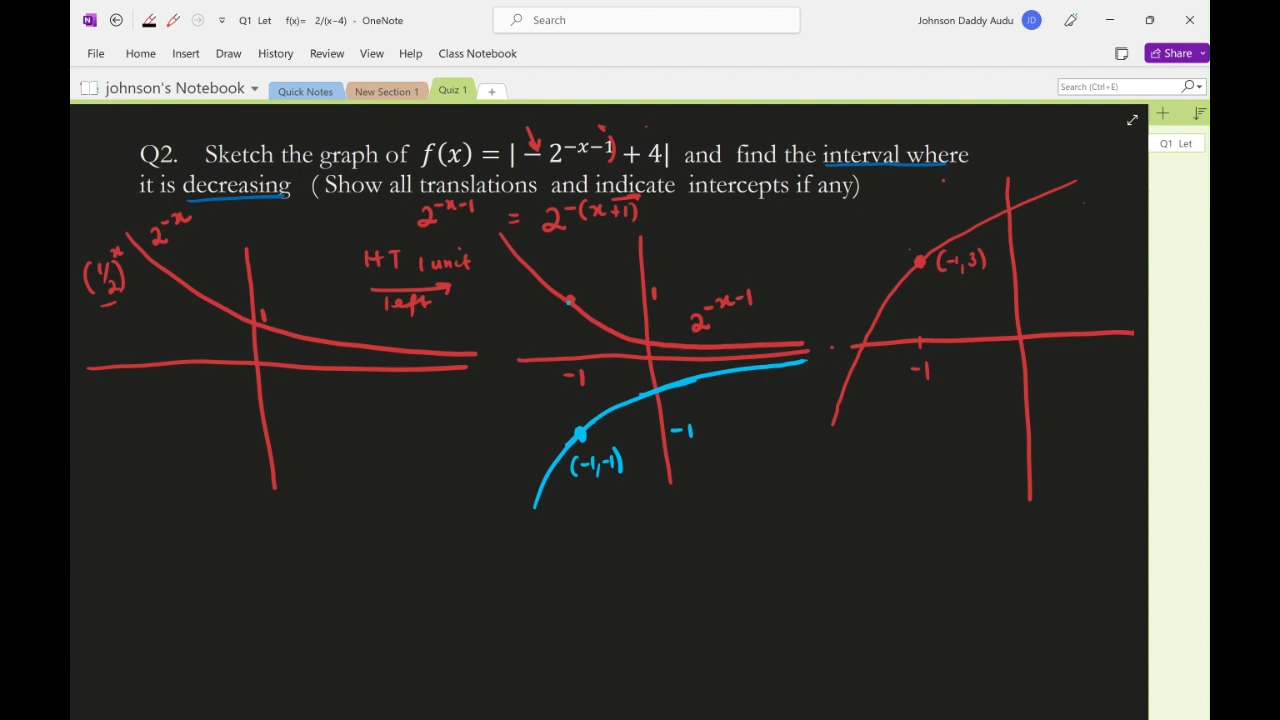 Q1 Let f(x)= 2/(x−4) - OneNote
Search
Johnson Daddy Audu JD
File Home Insert Draw History Review View Help Class Notebook
Share
johnson's Notebook
Quick Notes
New Section 1
Quiz 1
+
Search (Ctrl+E)
Q1 Let
Q2. Sketch the graph of f(x) = |−2^{−x−1}) + 4| and find the interval where
it is decreasing ( Show all translations and indicate intercepts if any)
2^{-x}
(1/2)^x
1
2^{-x-1} = 2^{-(x+1)}
HT 1 unit
left
1
2^{-x-1}
-1
-1
(-1,-1)
(-1,3)
-1